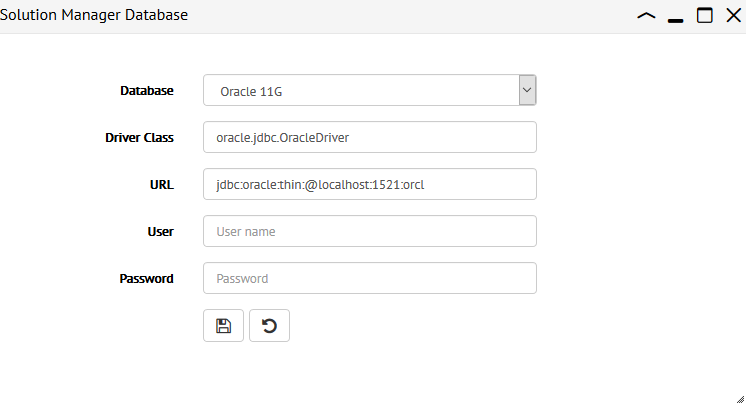 Solution Manager Database
Database Oracle 11G
Driver Class oracle.jdbc.OracleDriver
URL jdbc:oracle:thin:@localhost:1521:orcl
User User name
Password Password